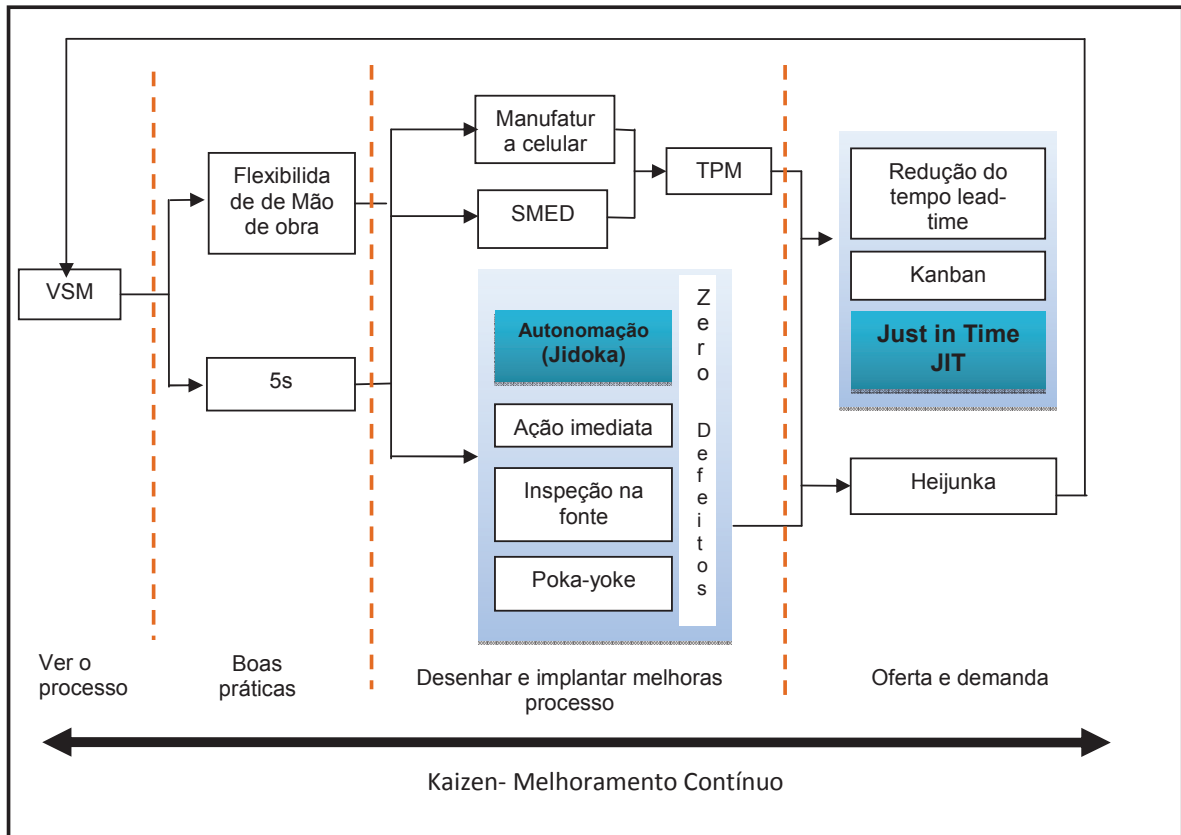 VSM
Flexibilida
de de Mão
de obra
5s
Manufatur
a celular
SMED
TPM
Autonomação
(Jidoka)
Ação imediata
Inspeção na
fonte
Poka-yoke
Zero Defeitos
Redução do
tempo lead-
time
Kanban
Just in Time
JIT
Heijunka
Ver o
processo
Boas
práticas
Desenhar e implantar melhoras
processo
Oferta e demanda
Kaizen- Melhoramento Contínuo